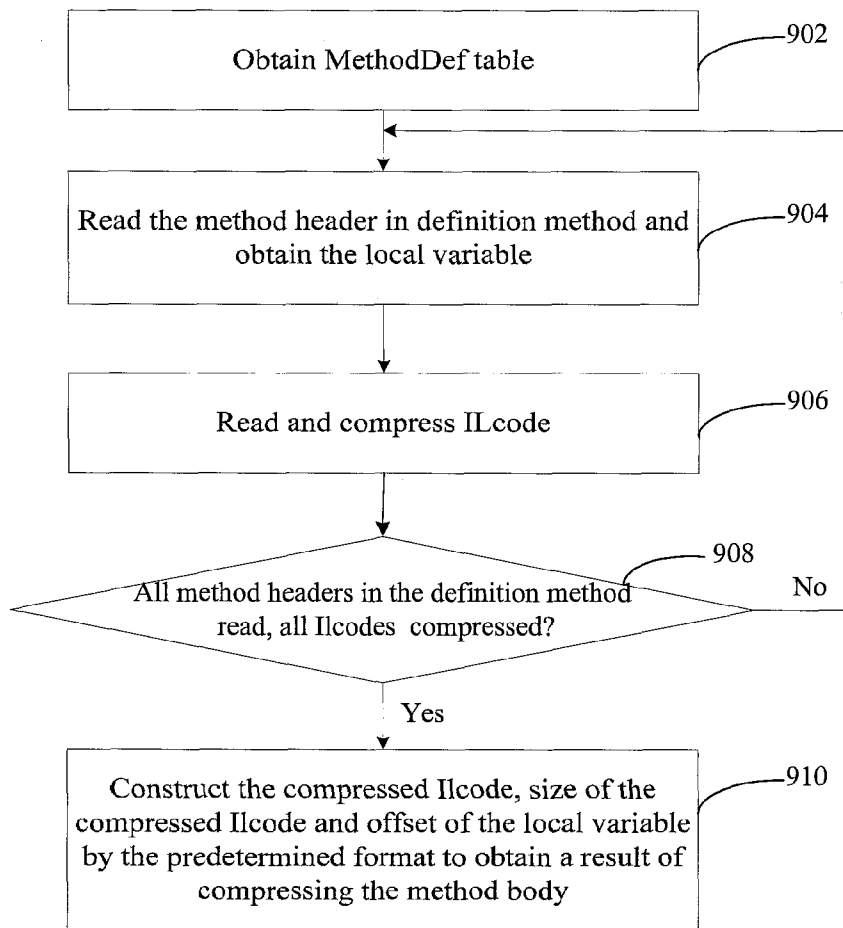 Obtain MethodDef table
902
Read the method header in definition method and
obtain the local variable
904
Read and compress ILcode
906
908
All method headers in the definition method
read, all Ilcodes compressed?
No
Yes
Construct the compressed Ilcode, size of the
compressed Ilcode and offset of the local variable
by the predetermined format to obtain a result of
compressing the method body
910